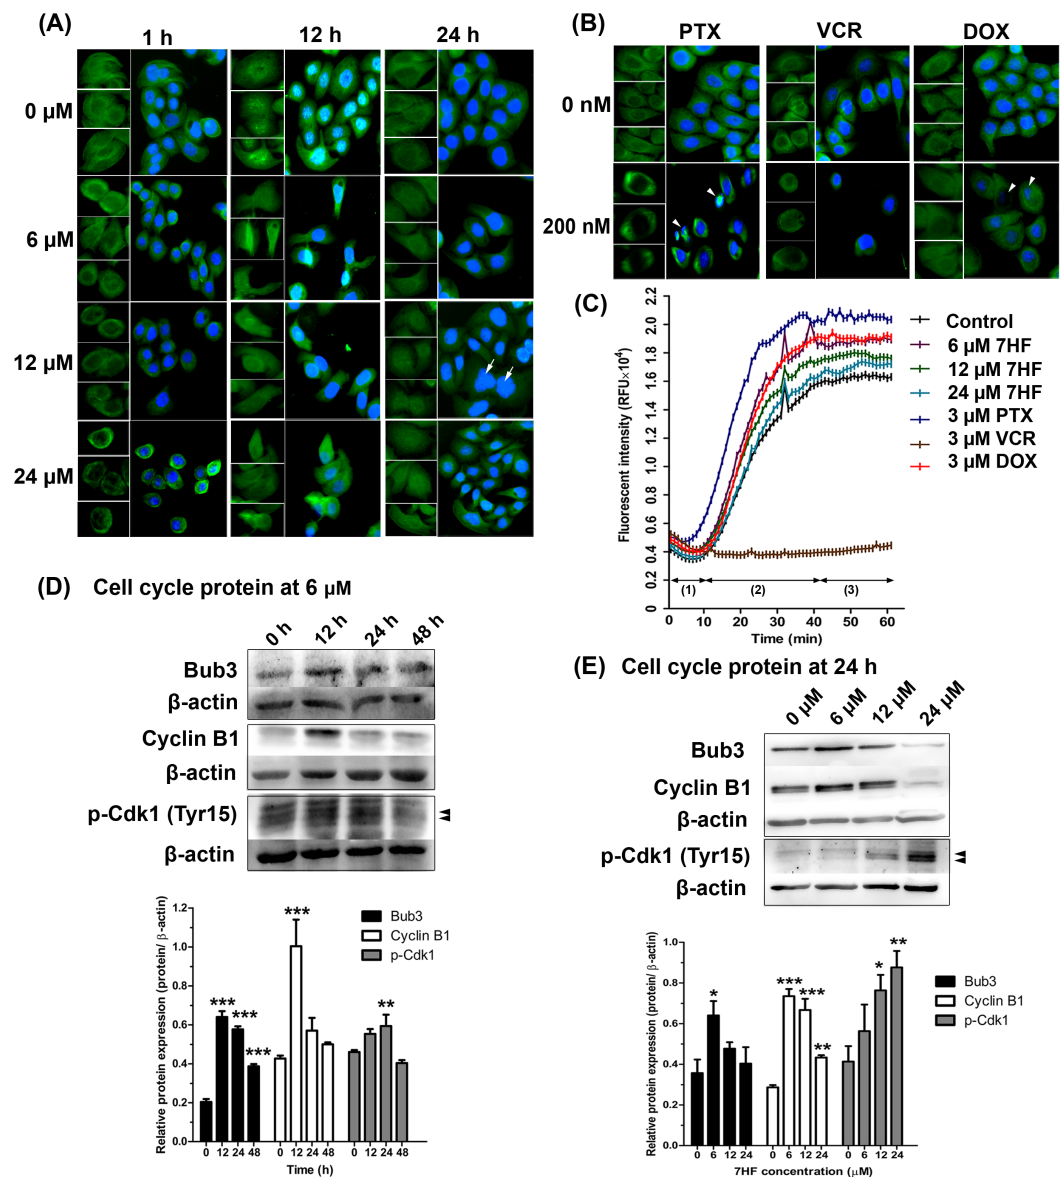 (A)
1 h 12 h 24 h
0 µM
6 µM
12 µM
24 µM
(B)
PTX VCR DOX
0 nM
200 nM
(C)
Fluorescent intensity (RFU×10⁴)
2.2
2.0
1.8
1.6
1.4
1.2
1.0
0.8
0.6
0.4
0.2
0
(1) (2) (3)
0 10 20 30 40 50 60
Time (min)
Control
6 µM 7HF
12 µM 7HF
24 µM 7HF
3 µM PTX
3 µM VCR
3 µM DOX
(D) Cell cycle protein at 6 µM
0 h 12 h 24 h 48 h
Bub3
β-actin
Cyclin B1
β-actin
p-Cdk1 (Tyr15)
β-actin
Relative protein expression (protein/ β-actin)
1.2
1.0
0.8
0.6
0.4
0.2
0.0
*** *** *** *** **
Bub3
Cyclin B1
p-Cdk1
0 12 24 48 0 12 24 48 0 12 24 48
Time (h)
(E) Cell cycle protein at 24 h
0 µM 6 µM 12 µM 24 µM
Bub3
Cyclin B1
β-actin
p-Cdk1 (Tyr15)
β-actin
Relative protein expression (protein/ β-actin)
1.0
0.8
0.6
0.4
0.2
0.0
* *** *** ** * **
Bub3
Cyclin B1
p-Cdk1
0 6 12 24 0 6 12 24 0 6 12 24
7HF concentration (µM)